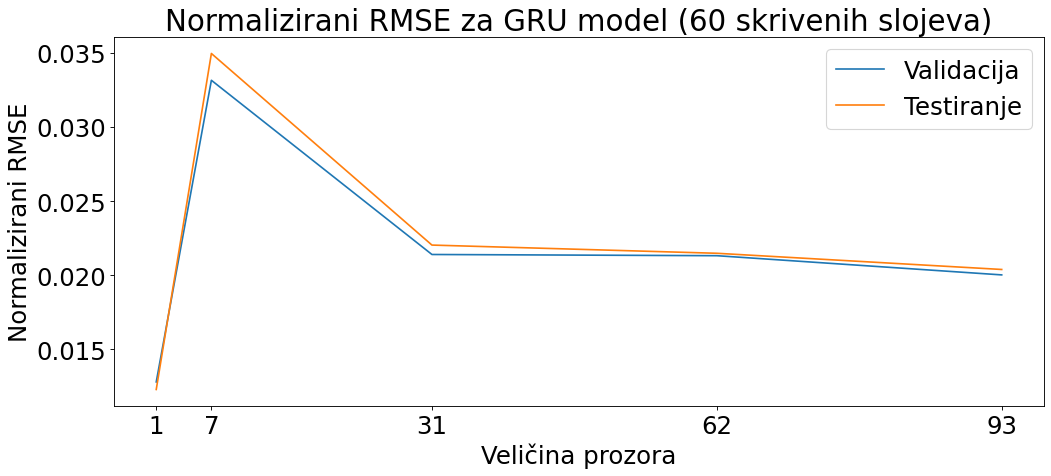 Normalizirani RMSE za GRU model (60 skrivenih slojeva)
Validacija
Testiranje
Normalizirani RMSE
0.035
0.030
0.025
0.020
0.015
1 7 31 62 93
Veličina prozora